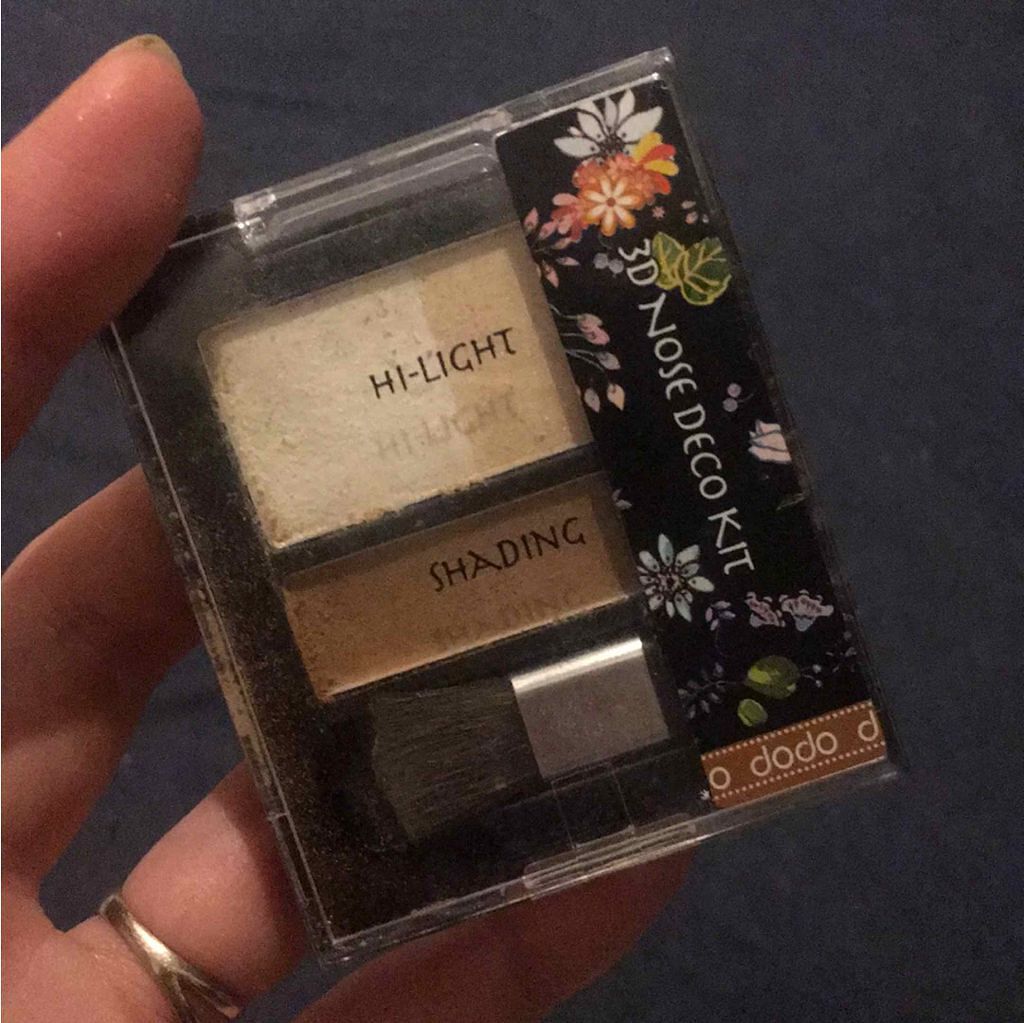 HI-LIGHT
SHADING
3D NOSE DECO KIT
o dodo d